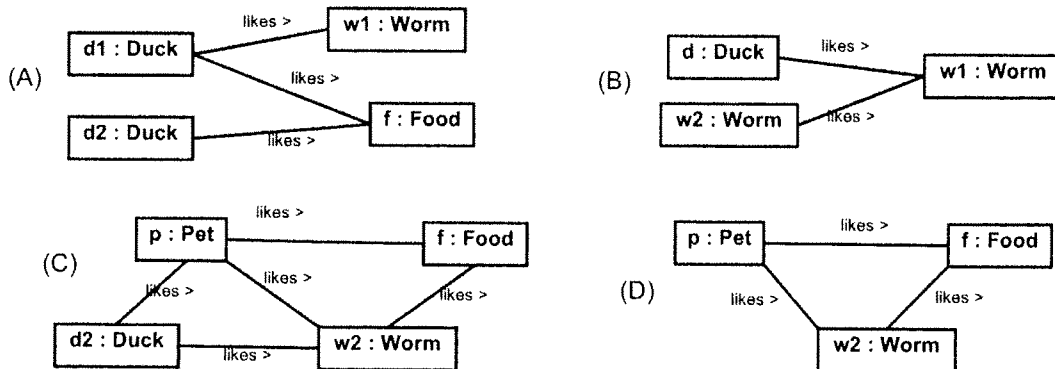 (A)
d1 : Duck
likes >
w1 : Worm
likes >
d2 : Duck
likes >
f : Food
(B)
d : Duck
likes >
w1 : Worm
w2 : Worm
likes >
(C)
p : Pet
likes >
f : Food
likes >
likes >
likes >
d2 : Duck
likes >
w2 : Worm
(D)
p : Pet
likes >
f : Food
likes >
likes >
w2 : Worm